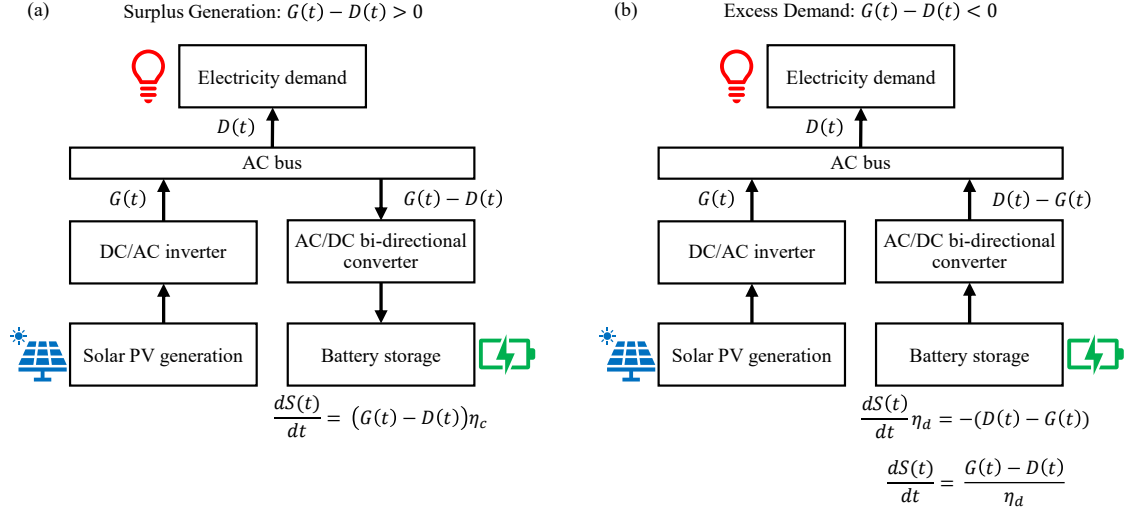 (a) Surplus Generation: G(t) − D(t) > 0
Electricity demand
D(t)
AC bus
G(t)
G(t) − D(t)
DC/AC inverter
AC/DC bi-directional
converter
Solar PV generation
Battery storage
dS(t)/dt = (G(t) − D(t))η_c
(b) Excess Demand: G(t) − D(t) < 0
Electricity demand
D(t)
AC bus
G(t)
D(t) − G(t)
DC/AC inverter
AC/DC bi-directional
converter
Solar PV generation
Battery storage
dS(t)/dt η_d = −(D(t) − G(t))
dS(t)/dt = (G(t) − D(t))/η_d